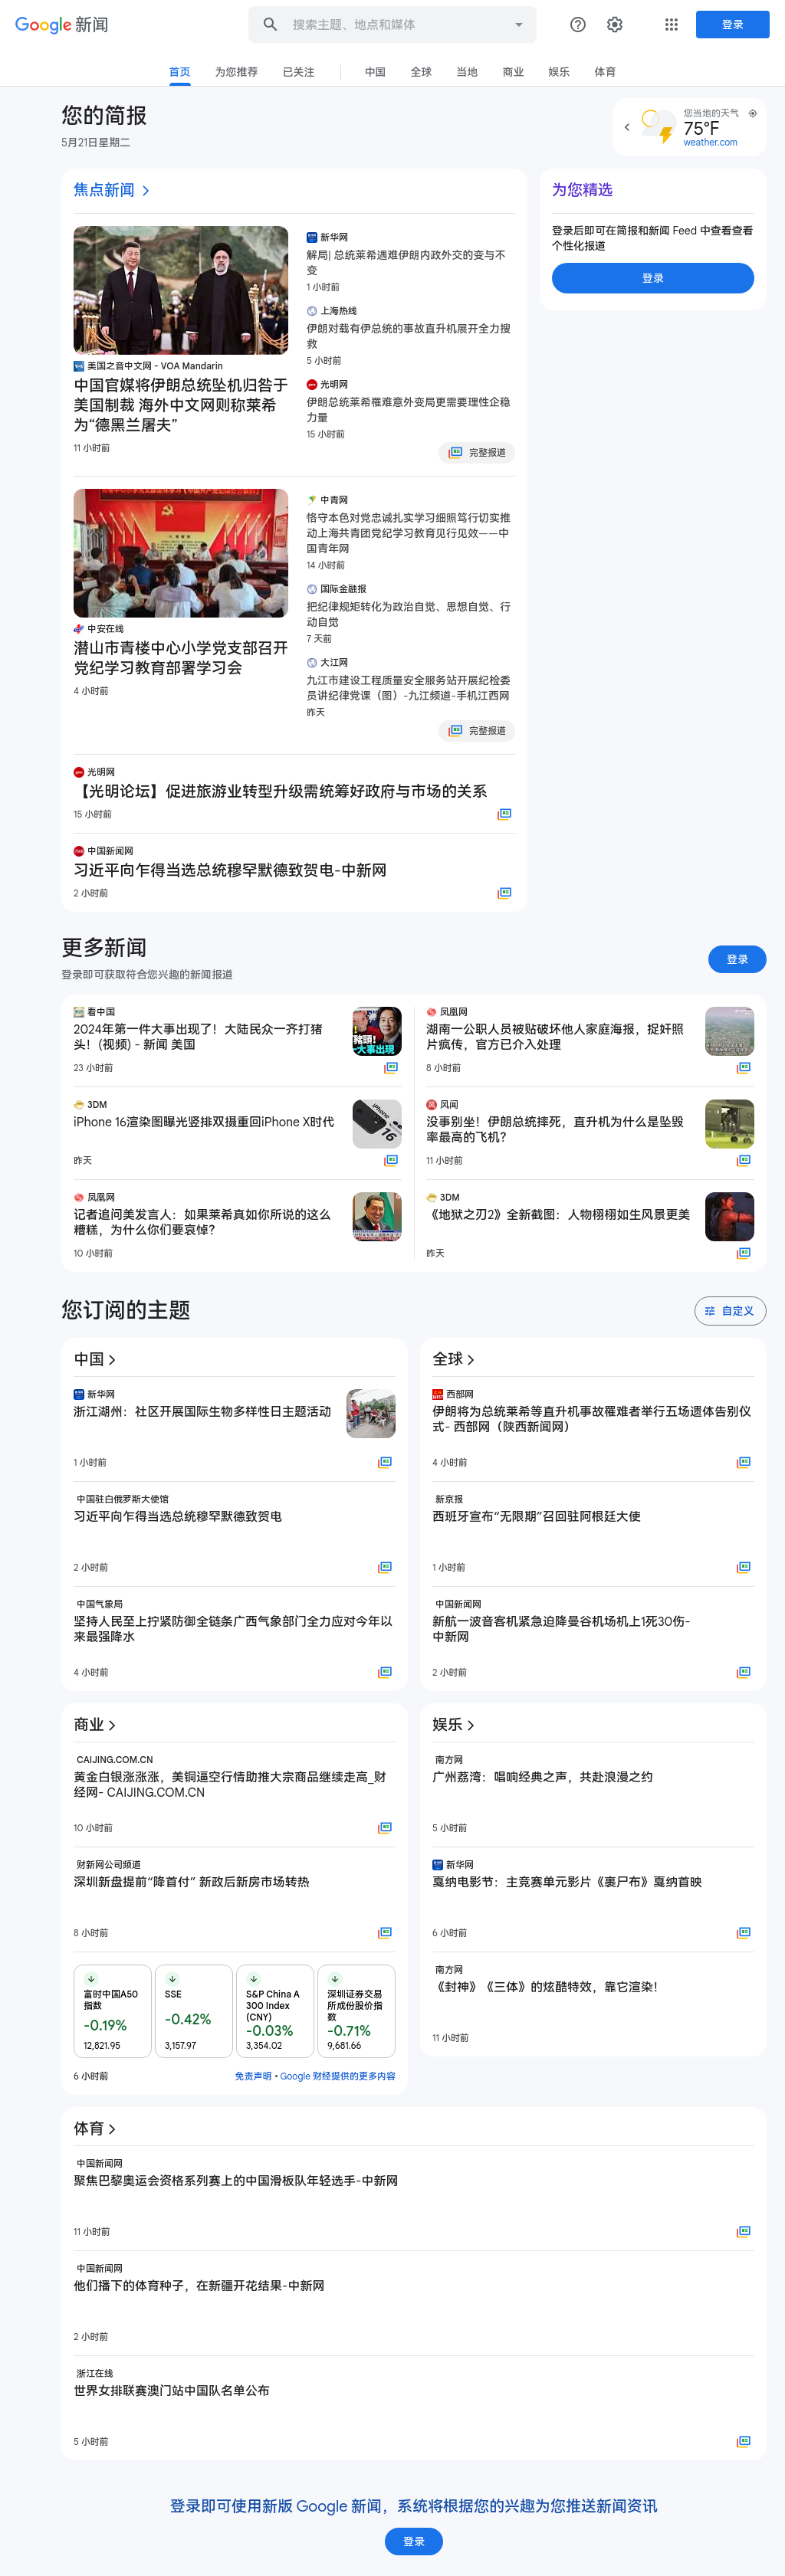 Google 新闻
搜索主题、地点和媒体
登录
首页
为您推荐
已关注
中国
全球
当地
商业
娱乐
体育
您的简报
5月21日星期二
您当地的天气
75°F
weather.com
焦点新闻
美国之音中文网 - VOA Mandarin
中国官媒将伊朗总统坠机归咎于
美国制裁 海外中文网则称莱希
为“德黑兰屠夫”
11 小时前
新华网
解局| 总统莱希遇难伊朗内政外交的变与不
变
1 小时前
上海热线
伊朗对载有伊总统的事故直升机展开全力搜
救
5 小时前
光明网
伊朗总统莱希罹难意外变局更需要理性企稳
力量
15 小时前
完整报道
中安在线
潜山市青楼中心小学党支部召开
党纪学习教育部署学习会
4 小时前
中青网
恪守本色对党忠诚扎实学习细照笃行切实推
动上海共青团党纪学习教育见行见效——中
国青年网
14 小时前
国际金融报
把纪律规矩转化为政治自觉、思想自觉、行
动自觉
7 天前
大江网
九江市建设工程质量安全服务站开展纪检委
员讲纪律党课（图）-九江频道-手机江西网
昨天
完整报道
光明网
【光明论坛】促进旅游业转型升级需统筹好政府与市场的关系
15 小时前
中国新闻网
习近平向乍得当选总统穆罕默德致贺电-中新网
2 小时前
为您精选
登录后即可在简报和新闻 Feed 中查看查看
个性化报道
登录
更多新闻
登录即可获取符合您兴趣的新闻报道
登录
看中国
2024年第一件大事出现了！大陆民众一齐打猪
头！(视频) - 新闻 美国
23 小时前
豬頭!
大事出現
3DM
iPhone 16渲染图曝光竖排双摄重回iPhone X时代
昨天
iPhone
16
凤凰网
记者追问美发言人：如果莱希真如你所说的这么
糟糕，为什么你们要哀悼？
10 小时前
凤凰网
湖南一公职人员被贴破坏他人家庭海报，捉奸照
片疯传，官方已介入处理
8 小时前
风闻
没事别坐！伊朗总统摔死，直升机为什么是坠毁
率最高的飞机？
11 小时前
3DM
《地狱之刃2》全新截图：人物栩栩如生风景更美
昨天
您订阅的主题
自定义
中国
新华网
浙江湖州：社区开展国际生物多样性日主题活动
1 小时前
中国驻白俄罗斯大使馆
习近平向乍得当选总统穆罕默德致贺电
2 小时前
中国气象局
坚持人民至上拧紧防御全链条广西气象部门全力应对今年以
来最强降水
4 小时前
全球
西部网
伊朗将为总统莱希等直升机事故罹难者举行五场遗体告别仪
式- 西部网（陕西新闻网）
4 小时前
新京报
西班牙宣布“无限期”召回驻阿根廷大使
1 小时前
中国新闻网
新航一波音客机紧急迫降曼谷机场机上1死30伤-
中新网
2 小时前
商业
CAIJING.COM.CN
黄金白银涨涨涨，美铜逼空行情助推大宗商品继续走高_财
经网- CAIJING.COM.CN
10 小时前
财新网公司频道
深圳新盘提前“降首付” 新政后新房市场转热
8 小时前
富时中国A50
指数
-0.19%
12,821.95
SSE
-0.42%
3,157.97
S&P China A
300 Index
(CNY)
-0.03%
3,354.02
深圳证券交易
所成份股价指
数
-0.71%
9,681.66
6 小时前
免责声明 • Google 财经提供的更多内容
娱乐
南方网
广州荔湾：唱响经典之声，共赴浪漫之约
5 小时前
新华网
戛纳电影节：主竞赛单元影片《裹尸布》戛纳首映
6 小时前
南方网
《封神》《三体》的炫酷特效，靠它渲染！
11 小时前
体育
中国新闻网
聚焦巴黎奥运会资格系列赛上的中国滑板队年轻选手-中新网
11 小时前
中国新闻网
他们播下的体育种子，在新疆开花结果-中新网
2 小时前
浙江在线
世界女排联赛澳门站中国队名单公布
5 小时前
登录即可使用新版 Google 新闻，系统将根据您的兴趣为您推送新闻资讯
登录